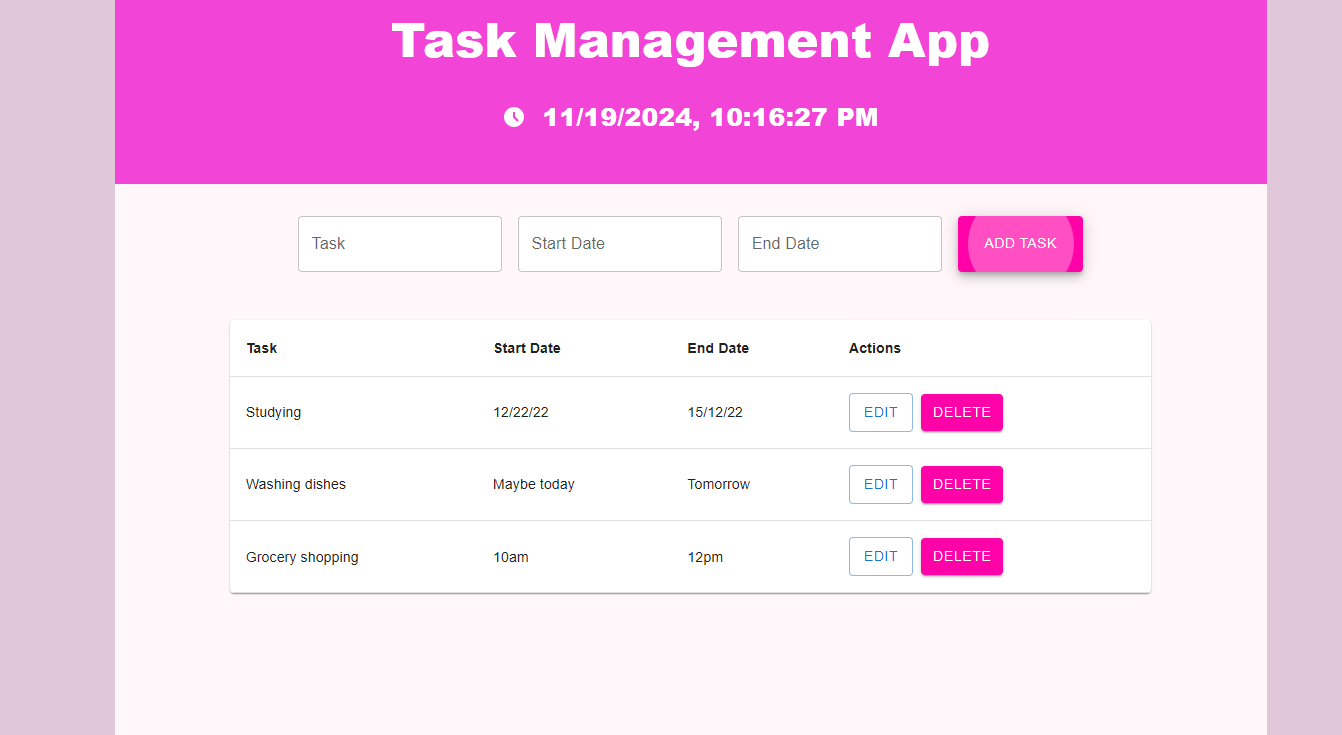 Task Management App
11/19/2024, 10:16:27 PM
Task Start Date End Date ADD TASK
Task Start Date End Date Actions
Studying 12/22/22 15/12/22 EDIT DELETE
Washing dishes Maybe today Tomorrow EDIT DELETE
Grocery shopping 10am 12pm EDIT DELETE